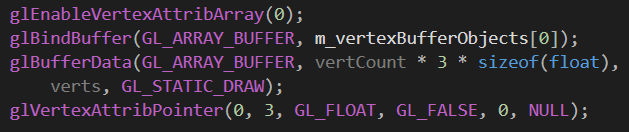 glEnableVertexAttribArray(0);
glBindBuffer(GL_ARRAY_BUFFER, m_vertexBufferObjects[0]);
glBufferData(GL_ARRAY_BUFFER, vertCount * 3 * sizeof(float),
    verts, GL_STATIC_DRAW);
glVertexAttribPointer(0, 3, GL_FLOAT, GL_FALSE, 0, NULL);